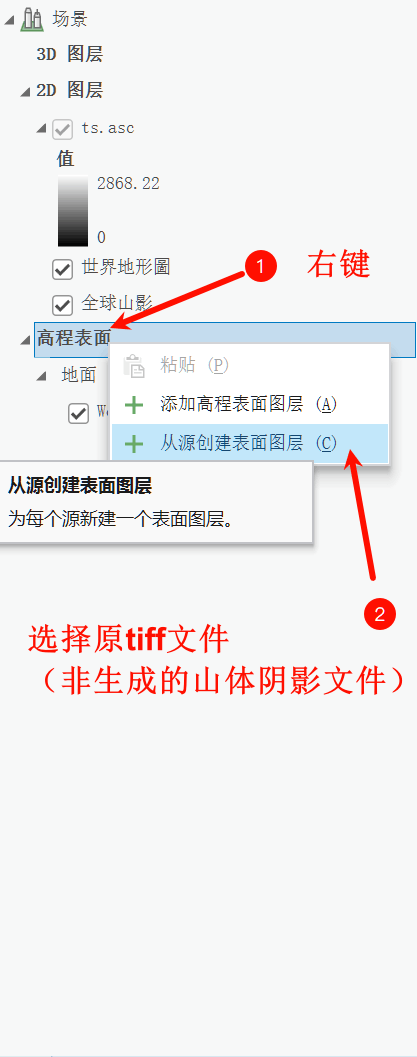 场景
3D 图层
2D 图层
ts.asc
值
2868.22
0
世界地形圖
全球山影
高程表面
地面
粘贴 (P)
添加高程表面图层 (A)
从源创建表面图层 (C)
从源创建表面图层
为每个源新建一个表面图层。
1
右键
2
选择原tiff文件
（非生成的山体阴影文件）